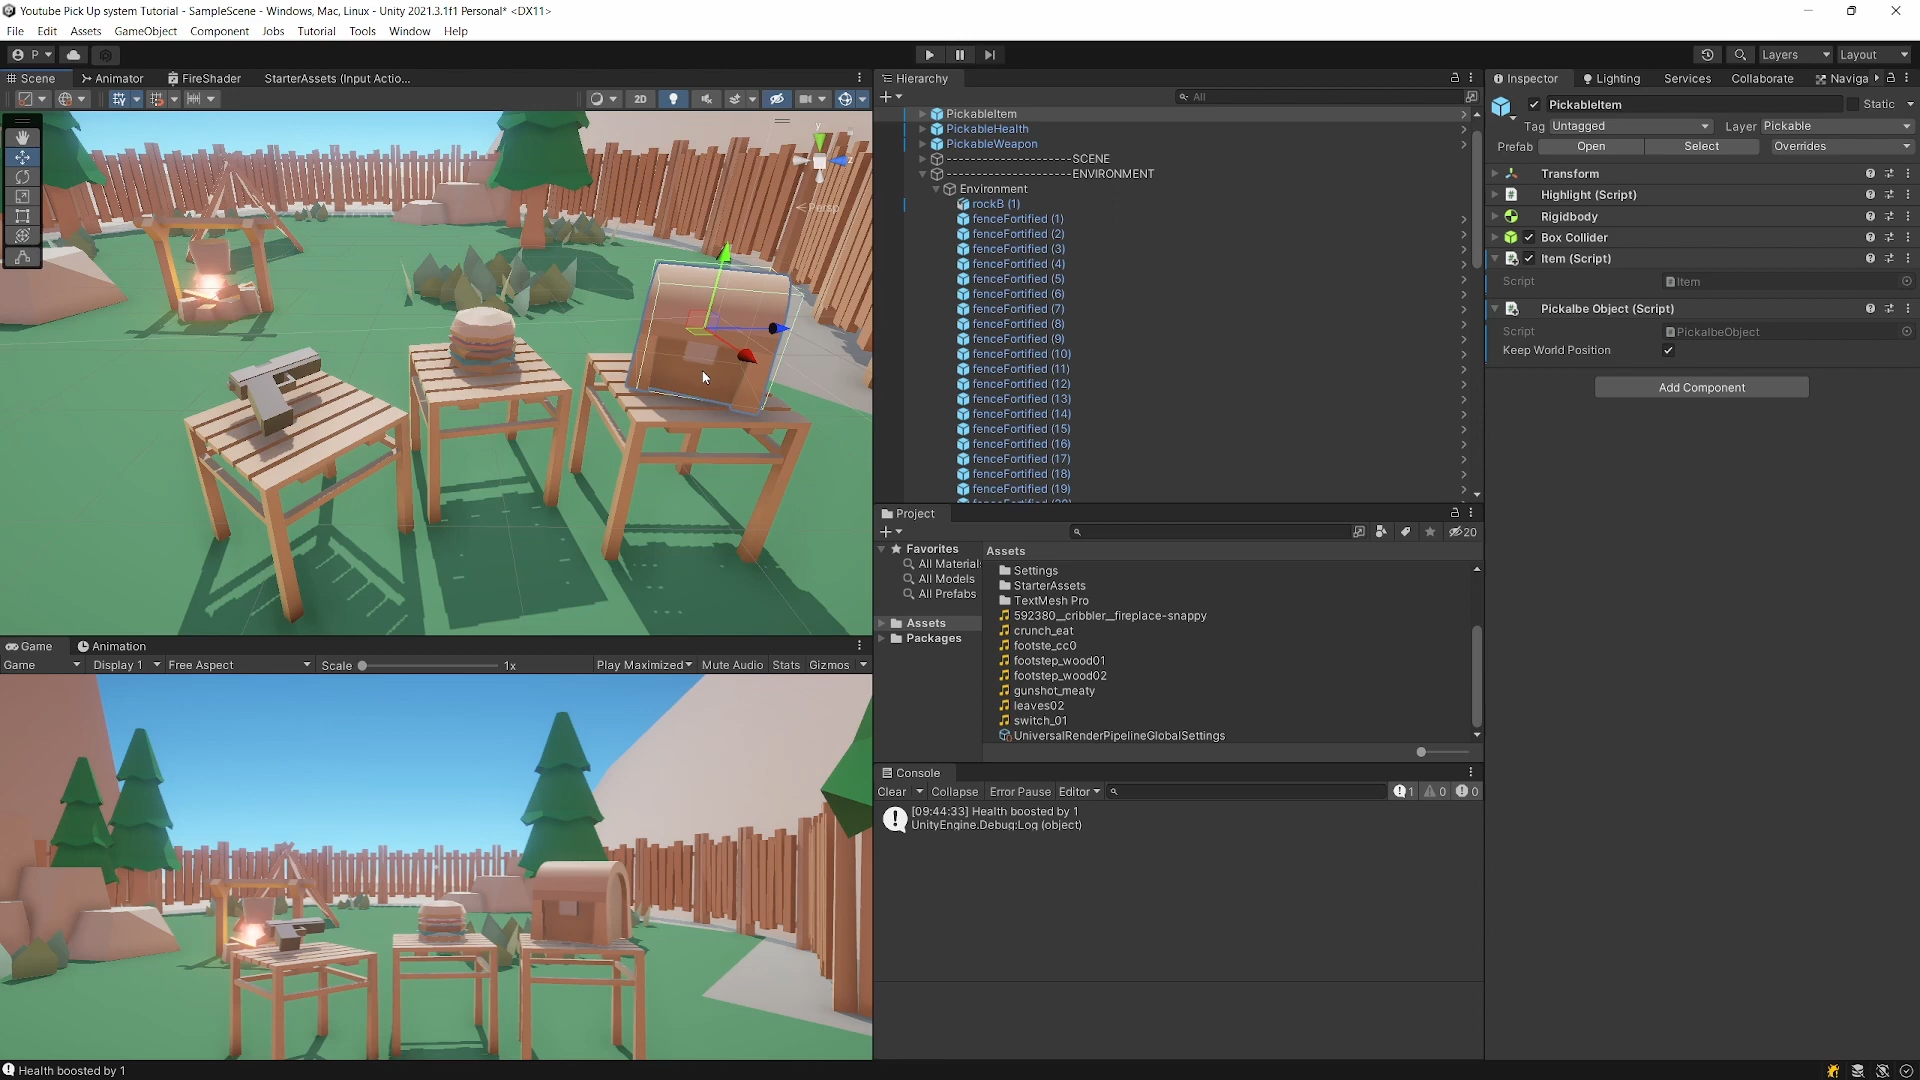 Youtube Pick Up system Tutorial - SampleScene - Windows, Mac, Linux - Unity 2021.3.1f1 Personal* <DX11>
File Edit Assets GameObject Component Jobs Tutorial Tools Window Help
P Layers Layout
Scene Animator FireShader StarterAssets (Input Actio...
2D
y
z
Persp
Game Animation
Game Display 1 Free Aspect Scale 1x Play Maximized Mute Audio Stats Gizmos
Health boosted by 1
Hierarchy
All
PickableItem
PickableHealth
PickableWeapon
---------------------SCENE
---------------------ENVIRONMENT
Environment
rockB (1)
fenceFortified (1)
fenceFortified (2)
fenceFortified (3)
fenceFortified (4)
fenceFortified (5)
fenceFortified (6)
fenceFortified (7)
fenceFortified (8)
fenceFortified (9)
fenceFortified (10)
fenceFortified (11)
fenceFortified (12)
fenceFortified (13)
fenceFortified (14)
fenceFortified (15)
fenceFortified (16)
fenceFortified (17)
fenceFortified (18)
fenceFortified (19)
Project
20
Favorites
All Material
All Models
All Prefabs
Assets
Packages
Assets
Settings
StarterAssets
TextMesh Pro
592380__cribbler__fireplace-snappy
crunch_eat
footste_cc0
footstep_wood01
footstep_wood02
gunshot_meaty
leaves02
switch_01
UniversalRenderPipelineGlobalSettings
Console
Clear Collapse Error Pause Editor 1 0 0
[09:44:33] Health boosted by 1
UnityEngine.Debug:Log (object)
Inspector Lighting Services Collaborate Naviga
PickableItem Static
Tag Untagged Layer Pickable
Prefab Open Select Overrides
Transform
Highlight (Script)
Rigidbody
Box Collider
Item (Script)
Script Item
Pickalbe Object (Script)
Script PickalbeObject
Keep World Position
Add Component